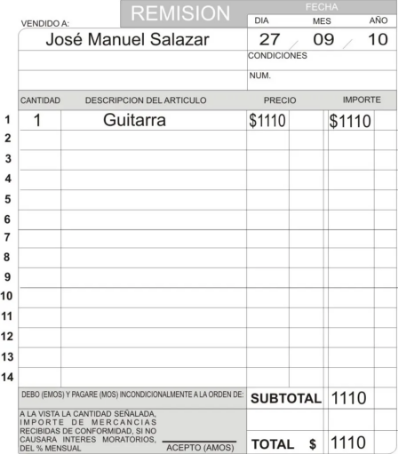 REMISION
FECHA
VENDIDO A:
DIA MES AÑO
José Manuel Salazar
27 / 09 / 10
CONDICIONES
NUM.
CANTIDAD DESCRIPCION DEL ARTICULO PRECIO IMPORTE
1 1 Guitarra $1110 $1110
2
3
4
5
6
7
8
9
10
11
12
13
14
DEBO (EMOS) Y PAGARE (MOS) INCONDICIONALMENTE A LA ORDEN DE: SUBTOTAL 1110
A LA VISTA LA CANTIDAD SEÑALADA,
IMPORTE DE MERCANCIAS
RECIBIDAS DE CONFORMIDAD, SI NO
CAUSARA INTERES MORATORIOS,
DEL % MENSUAL ACEPTO (AMOS) TOTAL $ 1110